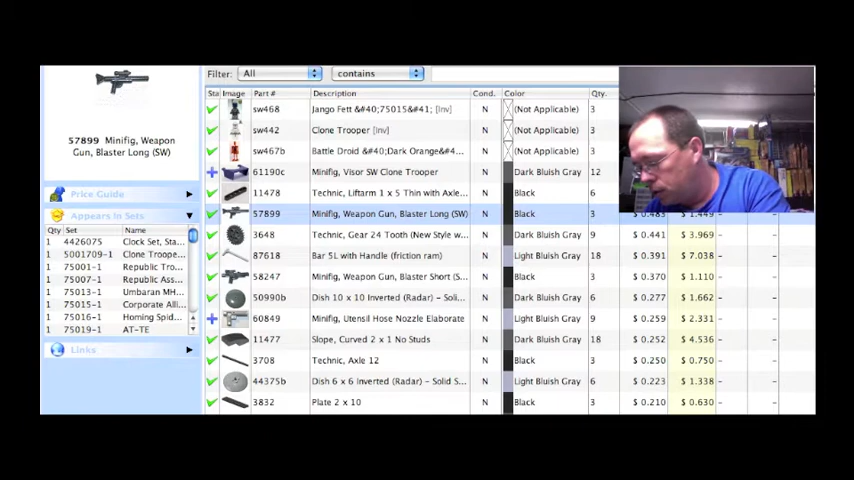 Filter: All contains
Sta Image Part # Description Cond. Color Qty.
sw468 Jango Fett &#40;75015&#41; [Inv] N (Not Applicable) 3
sw442 Clone Trooper [Inv] N (Not Applicable) 3
57899 Minifig, Weapon
Gun, Blaster Long (SW)
sw467b Battle Droid &#40;Dark Orange&#4... N (Not Applicable) 3
61190c Minifig, Visor SW Clone Trooper N Dark Bluish Gray 12
Price Guide
11478 Technic, Liftarm 1 x 5 Thin with Axle... N Black 6
Appears In Sets
57899 Minifig, Weapon Gun, Blaster Long (SW) N Black 3 $ 0.483 $ 1.449 - -
Qty Set Name
1 4426075 Clock Set, Sta...
1 5001709-1 Clone Troope...
1 75001-1 Republic Tro...
1 75007-1 Republic Ass...
1 75013-1 Umbaran MH...
1 75015-1 Corporate Alli...
1 75016-1 Homing Spid...
1 75019-1 AT-TE
3648 Technic, Gear 24 Tooth (New Style w... N Dark Bluish Gray 9 $ 0.441 $ 3.969 - -
87618 Bar 5L with Handle (friction ram) N Light Bluish Gray 18 $ 0.391 $ 7.038 - -
58247 Minifig, Weapon Gun, Blaster Short (S... N Black 3 $ 0.370 $ 1.110 - -
50990b Dish 10 x 10 Inverted (Radar) - Soli... N Dark Bluish Gray 6 $ 0.277 $ 1.662 - -
60849 Minifig, Utensil Hose Nozzle Elaborate N Light Bluish Gray 9 $ 0.259 $ 2.331 - -
11477 Slope, Curved 2 x 1 No Studs N Dark Bluish Gray 18 $ 0.252 $ 4.536 - -
Links
3708 Technic, Axle 12 N Black 3 $ 0.250 $ 0.750 - -
44375b Dish 6 x 6 Inverted (Radar) - Solid S... N Light Bluish Gray 6 $ 0.223 $ 1.338 - -
3832 Plate 2 x 10 N Black 3 $ 0.210 $ 0.630 - -